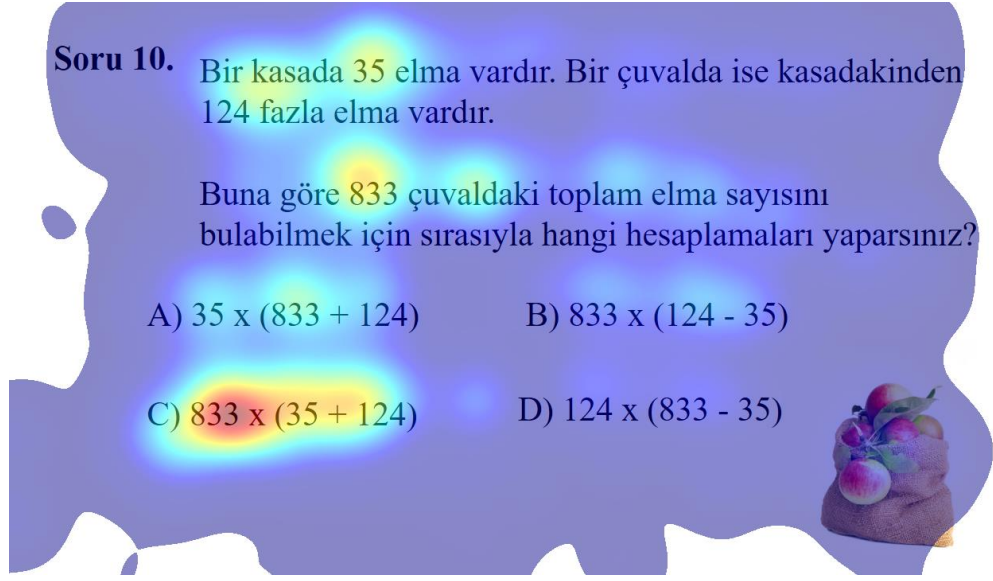 Soru 10.
Bir kasada 35 elma vardır. Bir çuvalda ise kasadakinden
124 fazla elma vardır.
Buna göre 833 çuvaldaki toplam elma sayısını
bulabilmek için sırasıyla hangi hesaplamaları yaparsınız?
A) 35 x (833 + 124)
B) 833 x (124 - 35)
C) 833 x (35 + 124)
D) 124 x (833 - 35)